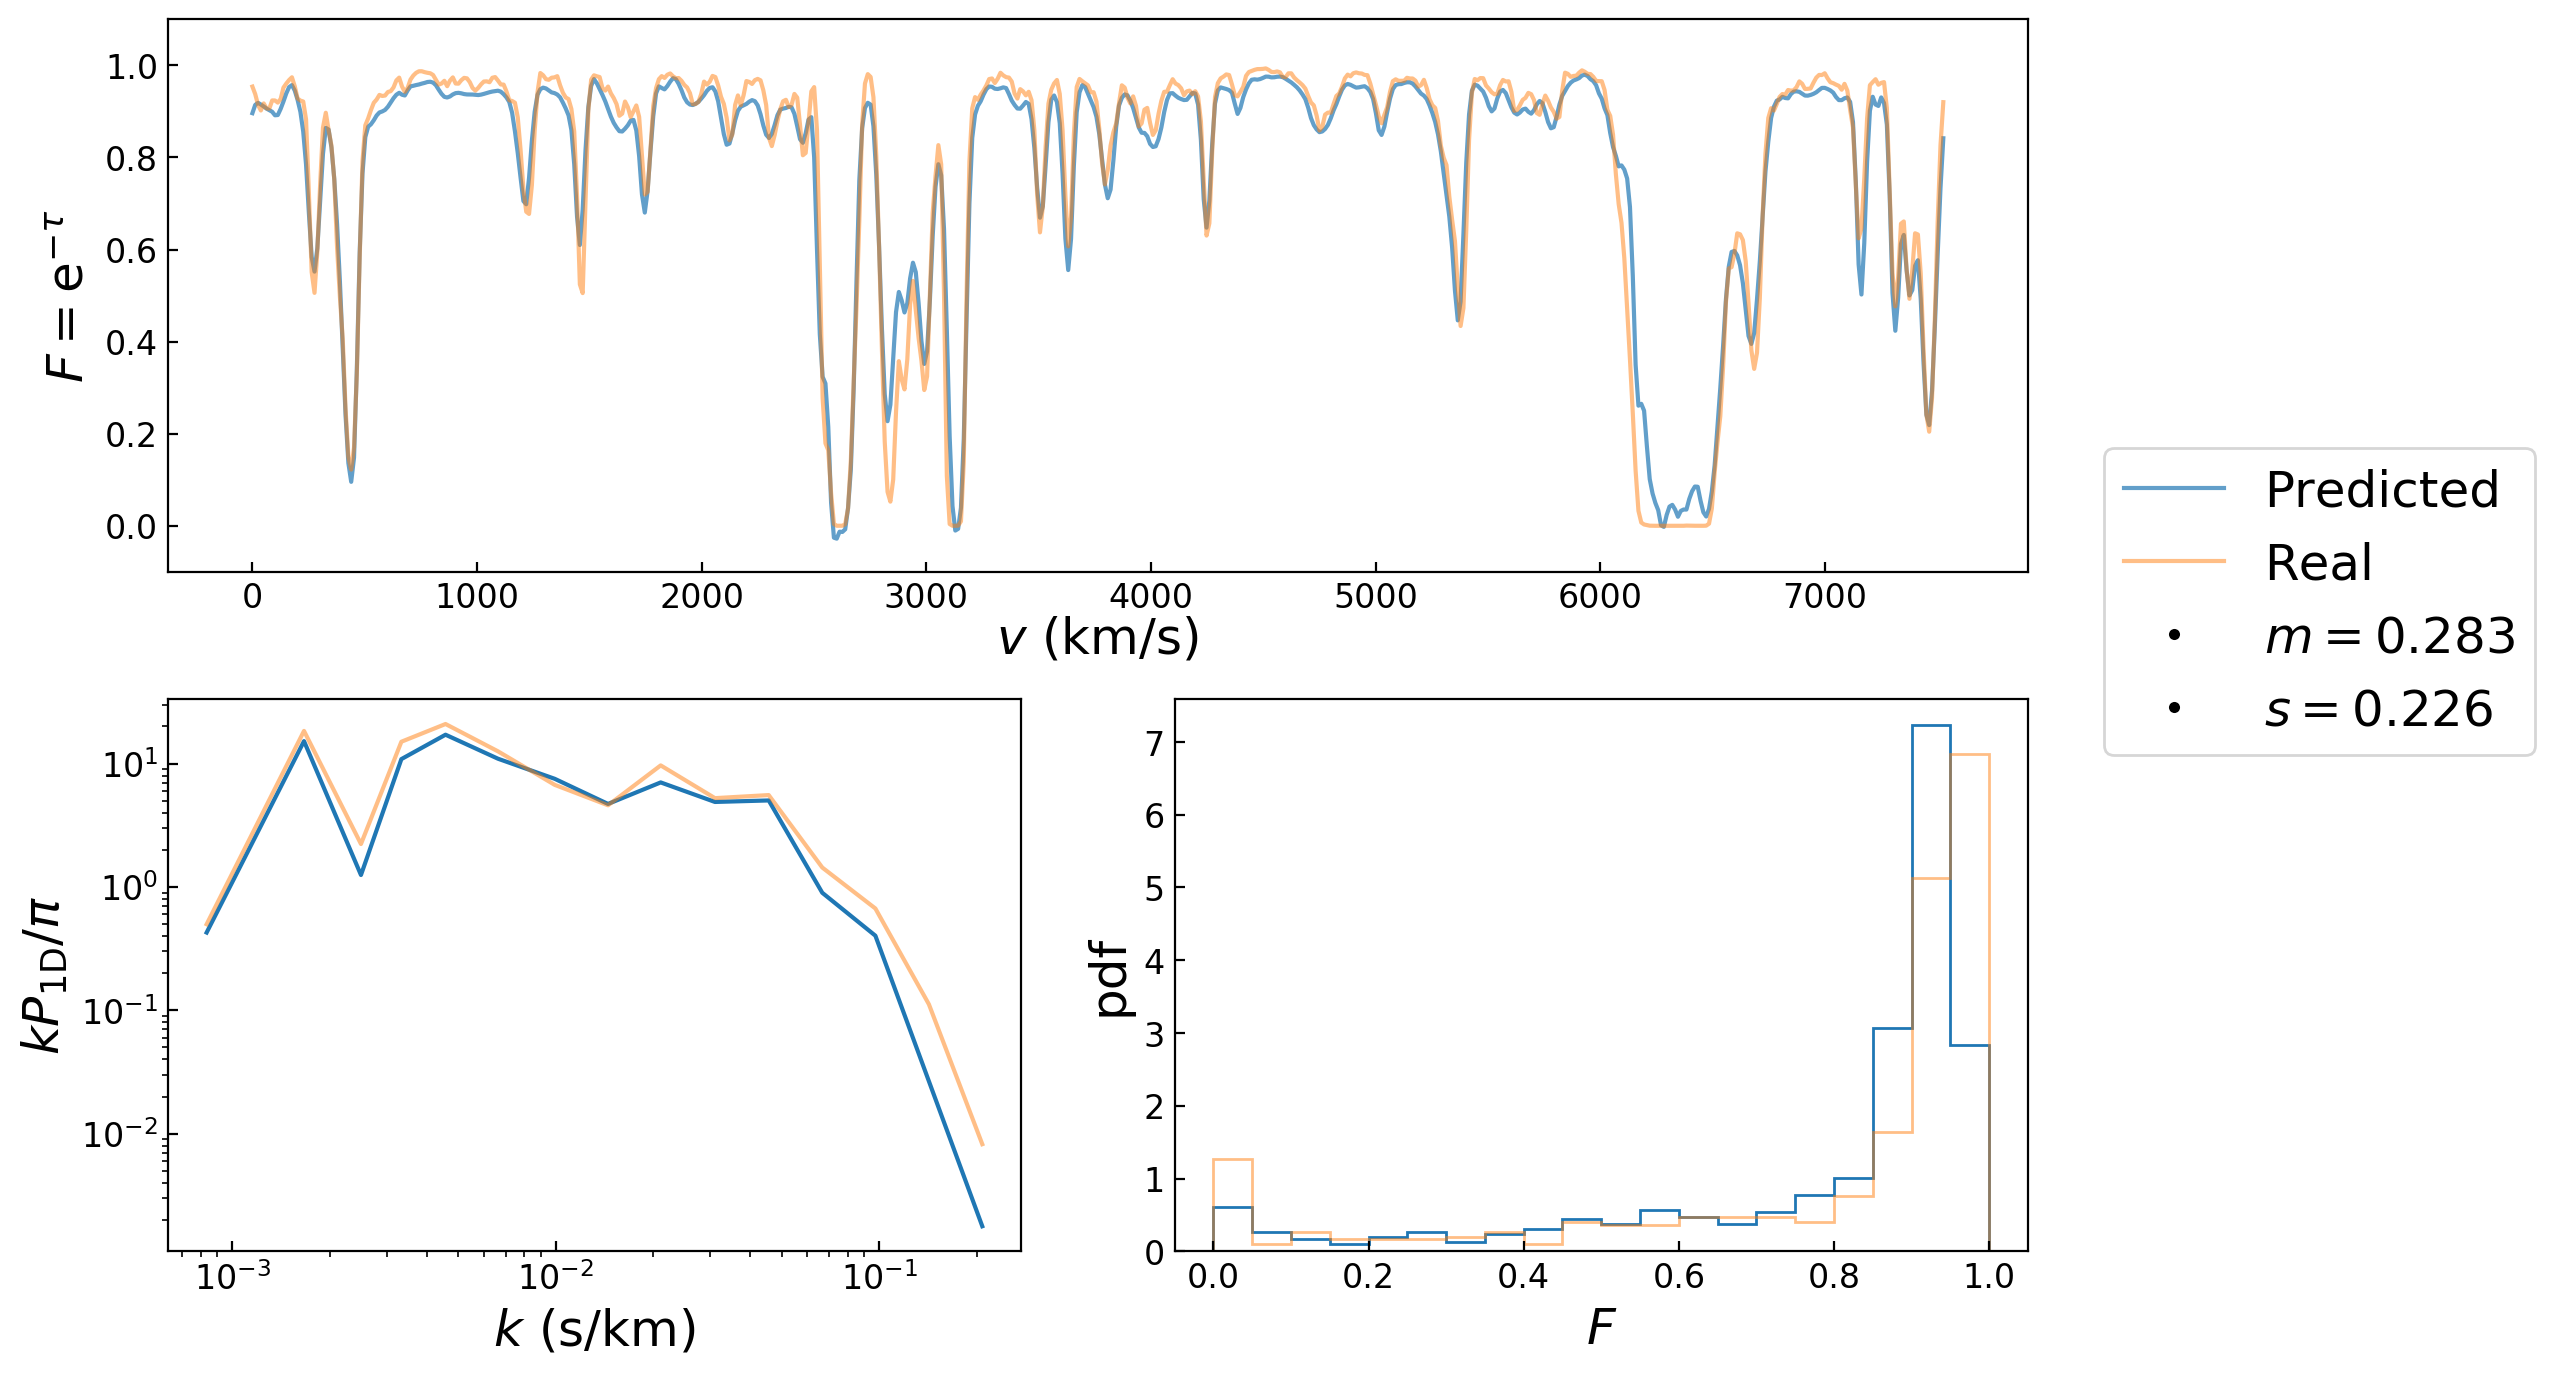 F = e^{−τ}
1.0
0.8
0.6
0.4
0.2
0.0
0 1000 2000 3000 4000 5000 6000 7000
v (km/s)
Predicted
Real
m = 0.283
s = 0.226
kP_{1D}/π
10^1
10^0
10^{−1}
10^{−2}
10^{−3} 10^{−2} 10^{−1}
k (s/km)
pdf
7
6
5
4
3
2
1
0
0.0 0.2 0.4 0.6 0.8 1.0
F